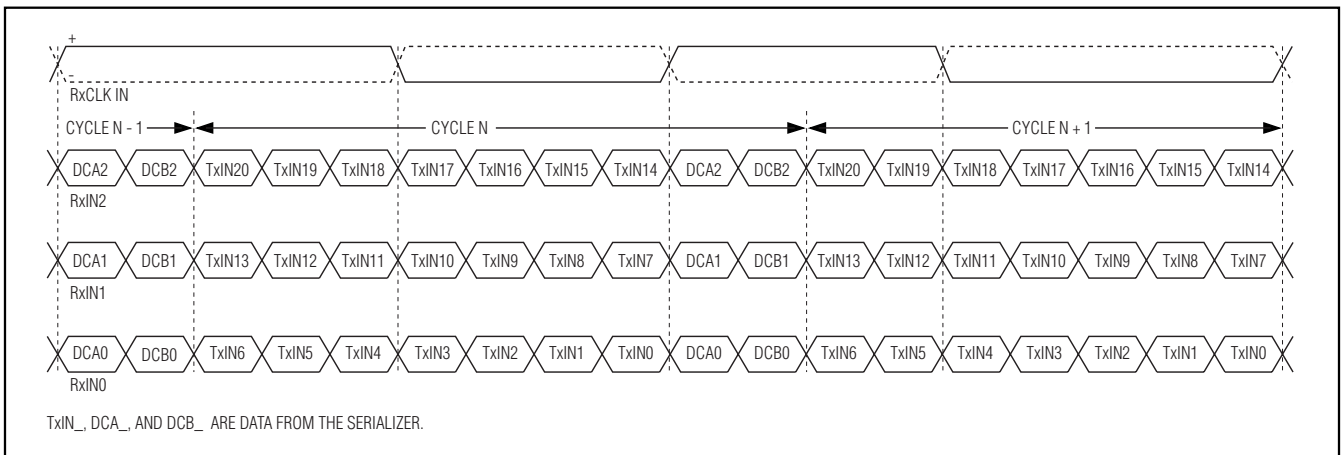 +
-
RxCLK IN
CYCLE N - 1 CYCLE N CYCLE N + 1
DCA2 DCB2 TxIN20 TxIN19 TxIN18 TxIN17 TxIN16 TxIN15 TxIN14 DCA2 DCB2 TxIN20 TxIN19 TxIN18 TxIN17 TxIN16 TxIN15 TxIN14
RxIN2
DCA1 DCB1 TxIN13 TxIN12 TxIN11 TxIN10 TxIN9 TxIN8 TxIN7 DCA1 DCB1 TxIN13 TxIN12 TxIN11 TxIN10 TxIN9 TxIN8 TxIN7
RxIN1
DCA0 DCB0 TxIN6 TxIN5 TxIN4 TxIN3 TxIN2 TxIN1 TxIN0 DCA0 DCB0 TxIN6 TxIN5 TxIN4 TxIN3 TxIN2 TxIN1 TxIN0
RxIN0
TxIN_, DCA_, AND DCB_ ARE DATA FROM THE SERIALIZER.